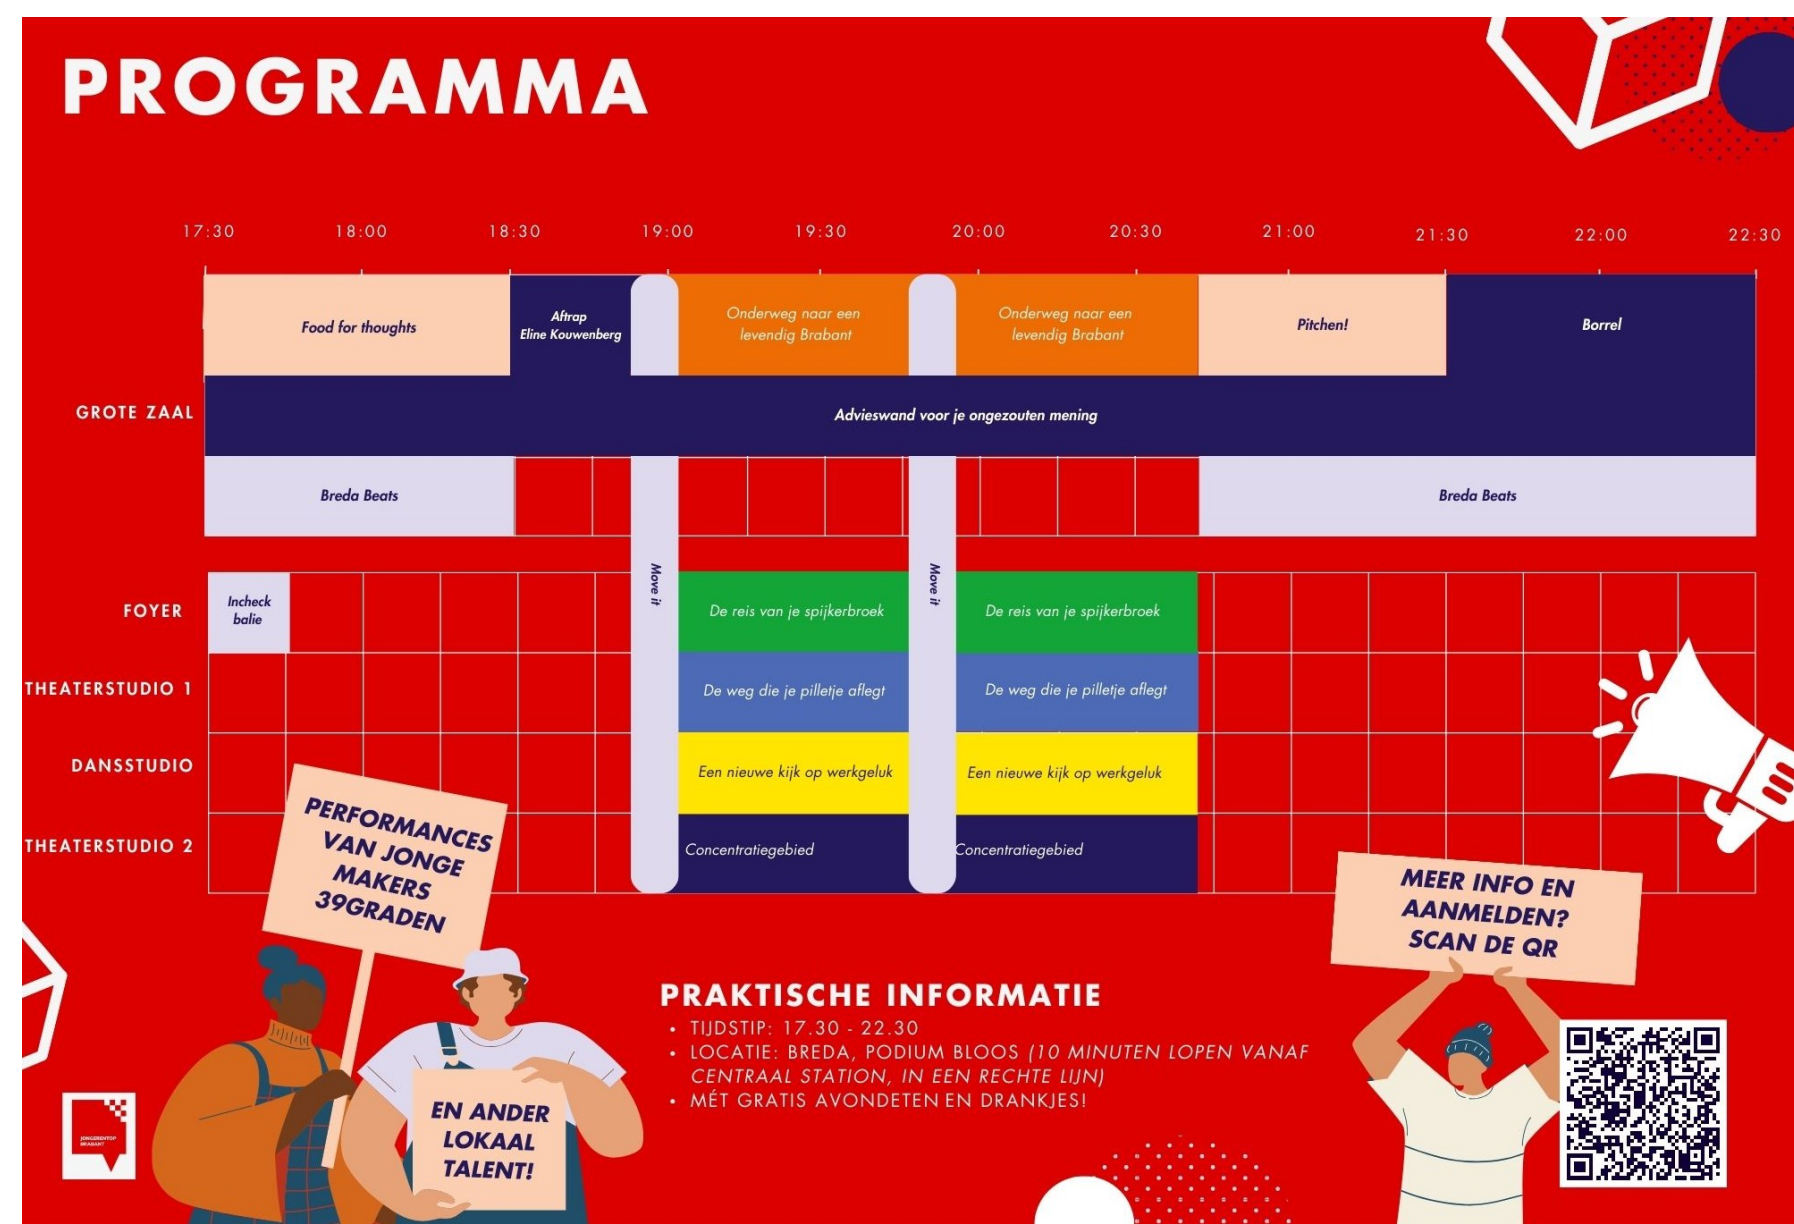 PROGRAMMA
17:30 18:00 18:30 19:00 19:30 20:00 20:30 21:00 21:30 22:00 22:30
Food for thoughts
Aftrap
Eline Kouwenberg
Onderweg naar een
levendig Brabant
Onderweg naar een
levendig Brabant
Pitchen!
Borrel
GROTE ZAAL
Advieswand voor je ongezouten mening
Breda Beats
Breda Beats
Move it
Move it
FOYER
Incheck
balie
De reis van je spijkerbroek
De reis van je spijkerbroek
THEATERSTUDIO 1
De weg die je pilletje aflegt
De weg die je pilletje aflegt
DANSSTUDIO
Een nieuwe kijk op werkgeluk
Een nieuwe kijk op werkgeluk
THEATERSTUDIO 2
Concentratiegebied
Concentratiegebied
PERFORMANCES
VAN JONGE
MAKERS
39GRADEN
EN ANDER
LOKAAL
TALENT!
MEER INFO EN
AANMELDEN?
SCAN DE QR
PRAKTISCHE INFORMATIE
• TIJDSTIP: 17.30 - 22.30
• LOCATIE: BREDA, PODIUM BLOOS (10 MINUTEN LOPEN VANAF
CENTRAAL STATION, IN EEN RECHTE LIJN)
• MÉT GRATIS AVONDETEN EN DRANKJES!
JONGERENTOP
BRABANT